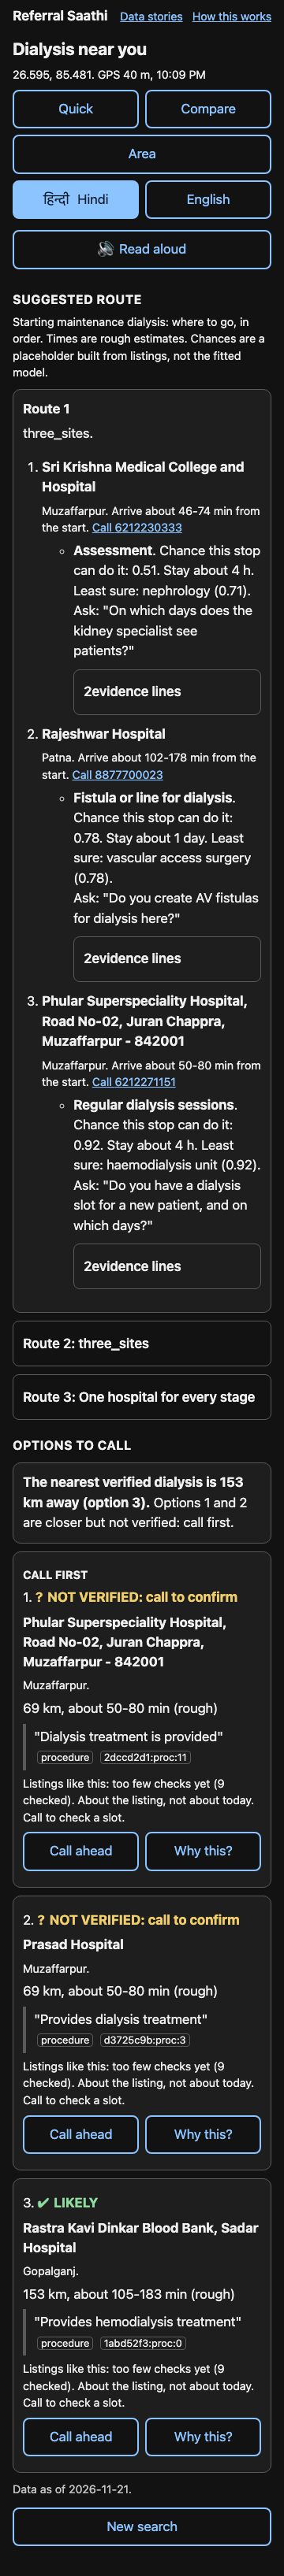 Referral Saathi Data stories How this works
Dialysis near you
26.595, 85.481. GPS 40 m, 10:09 PM
Quick
Compare
Area
हिन्दी Hindi
English
🔊 Read aloud
SUGGESTED ROUTE
Starting maintenance dialysis: where to go, in
order. Times are rough estimates. Chances are a
placeholder built from listings, not the fitted
model.
Route 1
three_sites.
1. Sri Krishna Medical College and
Hospital
Muzaffarpur. Arrive about 46-74 min from
the start. Call 6212230333
Assessment. Chance this stop
can do it: 0.51. Stay about 4 h.
Least sure: nephrology (0.71).
Ask: "On which days does the
kidney specialist see
patients?"
2evidence lines
2. Rajeshwar Hospital
Patna. Arrive about 102-178 min from the
start. Call 8877700023
Fistula or line for dialysis.
Chance this stop can do it:
0.78. Stay about 1 day. Least
sure: vascular access surgery
(0.78).
Ask: "Do you create AV fistulas
for dialysis here?"
2evidence lines
3. Phular Superspeciality Hospital,
Road No-02, Juran Chappra,
Muzaffarpur - 842001
Muzaffarpur. Arrive about 50-80 min from
the start. Call 6212271151
Regular dialysis sessions.
Chance this stop can do it:
0.92. Stay about 4 h. Least
sure: haemodialysis unit (0.92).
Ask: "Do you have a dialysis
slot for a new patient, and on
which days?"
2evidence lines
Route 2: three_sites
Route 3: One hospital for every stage
OPTIONS TO CALL
The nearest verified dialysis is 153
km away (option 3). Options 1 and 2
are closer but not verified: call first.
CALL FIRST
1. ? NOT VERIFIED: call to confirm
Phular Superspeciality Hospital,
Road No-02, Juran Chappra,
Muzaffarpur - 842001
Muzaffarpur.
69 km, about 50-80 min (rough)
"Dialysis treatment is provided"
procedure 2dccd2d1:proc:11
Listings like this: too few checks yet (9
checked). About the listing, not about today.
Call to check a slot.
Call ahead
Why this?
2. ? NOT VERIFIED: call to confirm
Prasad Hospital
Muzaffarpur.
69 km, about 50-80 min (rough)
"Provides dialysis treatment"
procedure d3725c9b:proc:3
Listings like this: too few checks yet (9
checked). About the listing, not about today.
Call to check a slot.
Call ahead
Why this?
3. ✔ LIKELY
Rastra Kavi Dinkar Blood Bank, Sadar
Hospital
Gopalganj.
153 km, about 105-183 min (rough)
"Provides hemodialysis treatment"
procedure 1abd52f3:proc:0
Listings like this: too few checks yet (9
checked). About the listing, not about today.
Call to check a slot.
Call ahead
Why this?
Data as of 2026-11-21.
New search